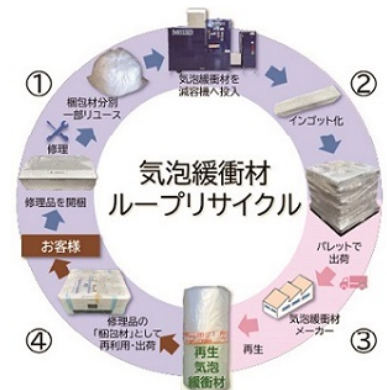 気泡緩衝材
ループリサイクル
①
梱包材分別
一部リユース
修理
修理品を開梱
お客様
気泡緩衝材を
減容機へ投入
②
インゴット化
パレットで
出荷
③
気泡緩衝材
メーカー
再生
再生
気泡
緩衝材
④
修理品の
「梱包材」として
再利用・出荷